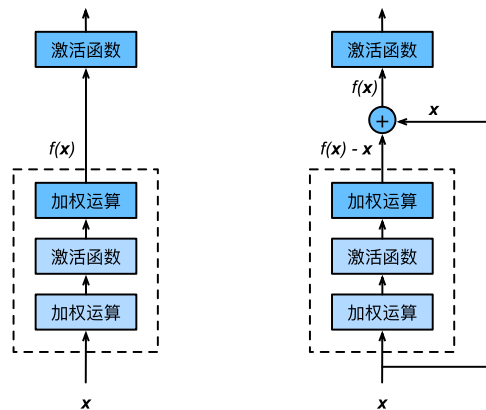 激活函数
f(x)
加权运算
激活函数
加权运算
x
激活函数
f(x)
+
x
f(x) - x
加权运算
激活函数
加权运算
x